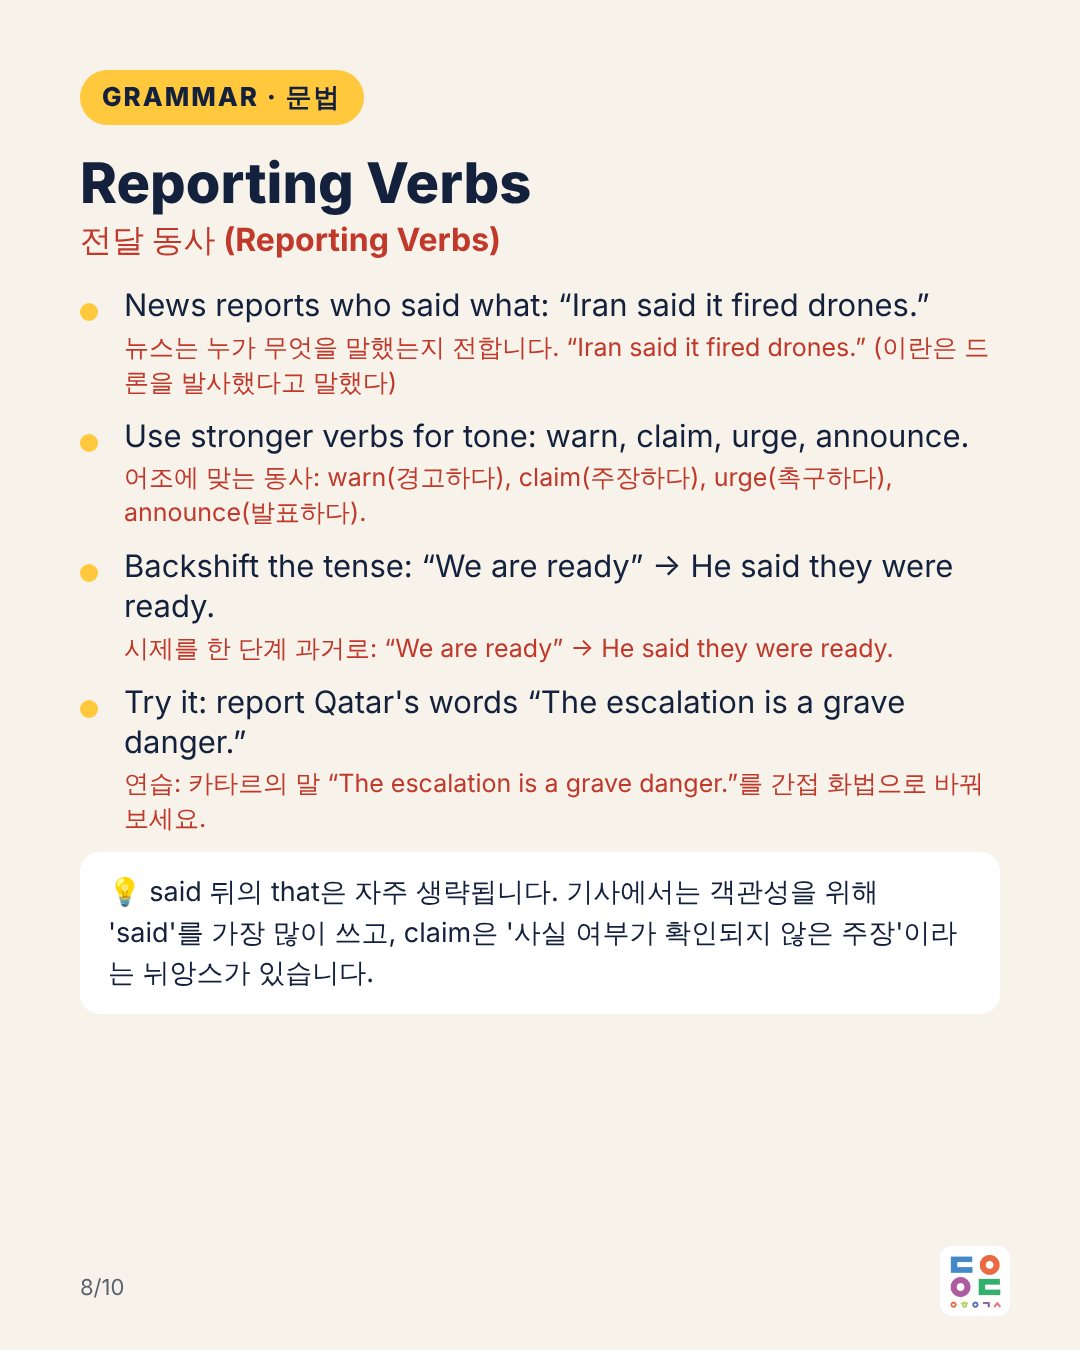 GRAMMAR · 문법
Reporting Verbs
전달 동사 (Reporting Verbs)
News reports who said what: “Iran said it fired drones.”
뉴스는 누가 무엇을 말했는지 전합니다. “Iran said it fired drones.” (이란은 드
론을 발사했다고 말했다)
Use stronger verbs for tone: warn, claim, urge, announce.
어조에 맞는 동사: warn(경고하다), claim(주장하다), urge(촉구하다),
announce(발표하다).
Backshift the tense: “We are ready” → He said they were
ready.
시제를 한 단계 과거로: “We are ready” → He said they were ready.
Try it: report Qatar's words “The escalation is a grave
danger.”
연습: 카타르의 말 “The escalation is a grave danger.”를 간접 화법으로 바꿔
보세요.
💡 said 뒤의 that은 자주 생략됩니다. 기사에서는 객관성을 위해
'said'를 가장 많이 쓰고, claim은 '사실 여부가 확인되지 않은 주장'이라
는 뉘앙스가 있습니다.
8/10